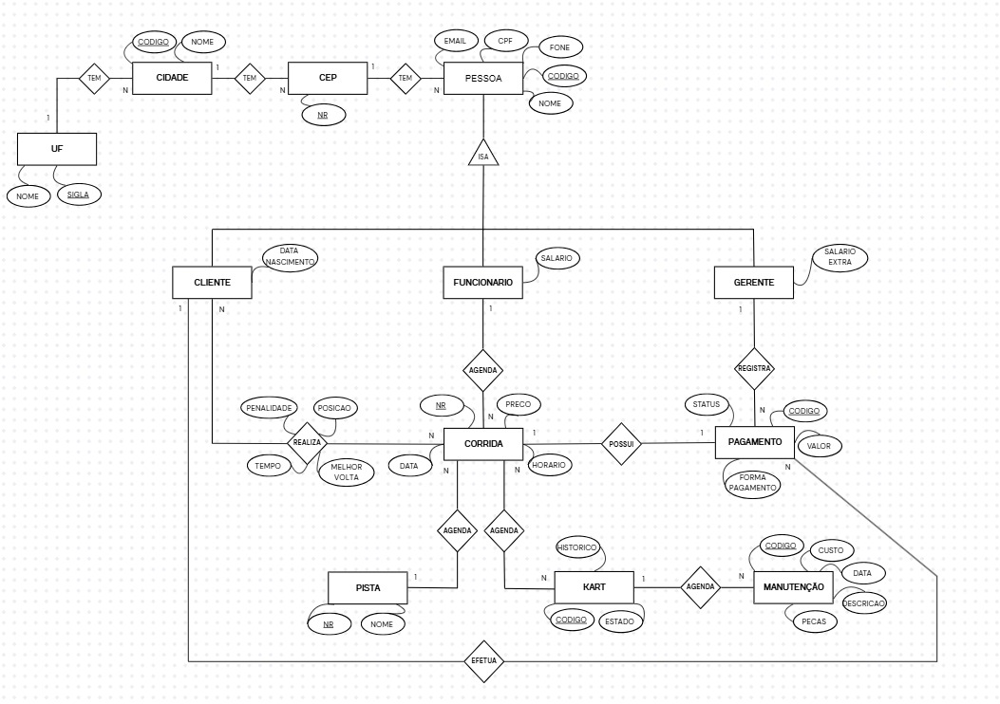 EMAIL
CPF
CODIGO
NOME
FONE
1
1
TEM
CIDADE
TEM
CEP
TEM
PESSOA
CODIGO
N
N
N
NOME
NR
1
UF
ISA
NOME
SIGLA
DATA
NASCIMENTO
SALARIO
SALARIO
EXTRA
CLIENTE
FUNCIONARIO
GERENTE
1
N
1
1
AGENDA
REGISTRA
PENALIDADE
POSICAO
NR
PRECO
STATUS
CODIGO
N
N
REALIZA
N
CORRIDA
1
POSSUI
1
PAGAMENTO
VALOR
TEMPO
MELHOR
VOLTA
DATA
N
N
HORARIO
N
FORMA
PAGAMENTO
AGENDA
AGENDA
HISTORICO
CODIGO
CUSTO
DATA
PISTA
1
N
KART
1
AGENDA
N
MANUTENÇÃO
DESCRICAO
NR
NOME
CODIGO
ESTADO
PECAS
EFETUA